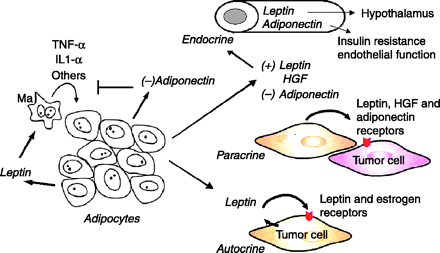 TNF-α
IL1-α
Others
Ma
Leptin
Adipocytes
(–)Adiponectin
Endocrine
Leptin
Adiponectin
Hypothalamus
Insulin resistance
endothelial function
(+) Leptin
HGF
(–) Adiponectin
Paracrine
Leptin, HGF and
adiponectin
receptors
Tumor cell
Leptin
Leptin and estrogen
receptors
Tumor cell
Autocrine